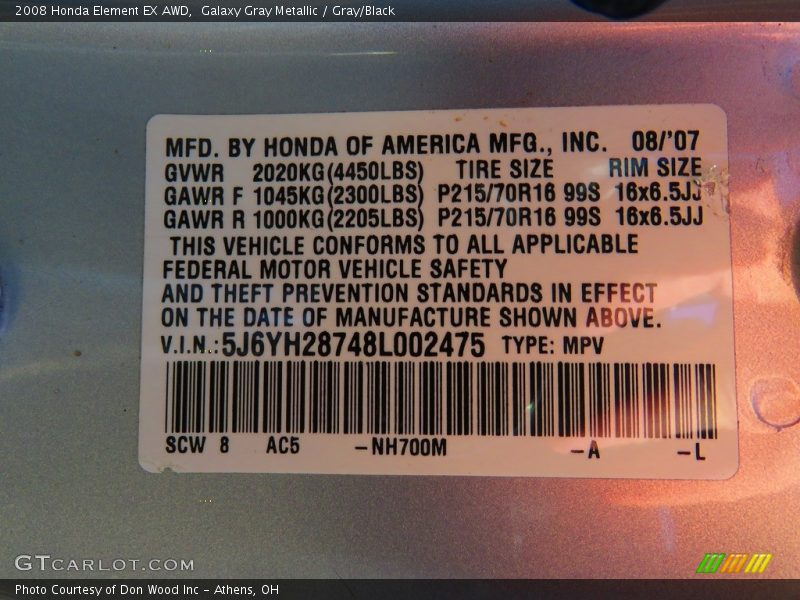 2008 Honda Element EX AWD,  Galaxy Gray Metallic / Gray/Black
MFD. BY HONDA OF AMERICA MFG., INC. 08/'07
GVWR 2020KG(4450LBS) TIRE SIZE RIM SIZE
GAWR F 1045KG(2300LBS) P215/70R16 99S 16x6.5JJ
GAWR R 1000KG(2205LBS) P215/70R16 99S 16x6.5JJ
THIS VEHICLE CONFORMS TO ALL APPLICABLE
FEDERAL MOTOR VEHICLE SAFETY
AND THEFT PREVENTION STANDARDS IN EFFECT
ON THE DATE OF MANUFACTURE SHOWN ABOVE.
V.I.N.:5J6YH28748L002475 TYPE: MPV
SCW 8 AC5 –NH700M –A –L
GTCARLOT.COM
Photo Courtesy of Don Wood Inc – Athens, OH